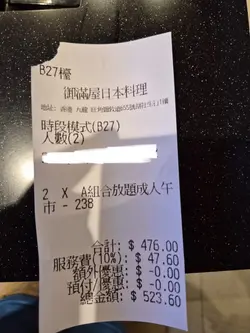 B27檯
御滿屋日本料理
時段模式(B27)
人數(2)
2 X A組合放題成人午
市 - 238
合計: $ 476.00
服務費(10%): $ 47.60
額外優惠: $ -0.00
預付/優惠: $ -0.00
總金額: $ 523.60